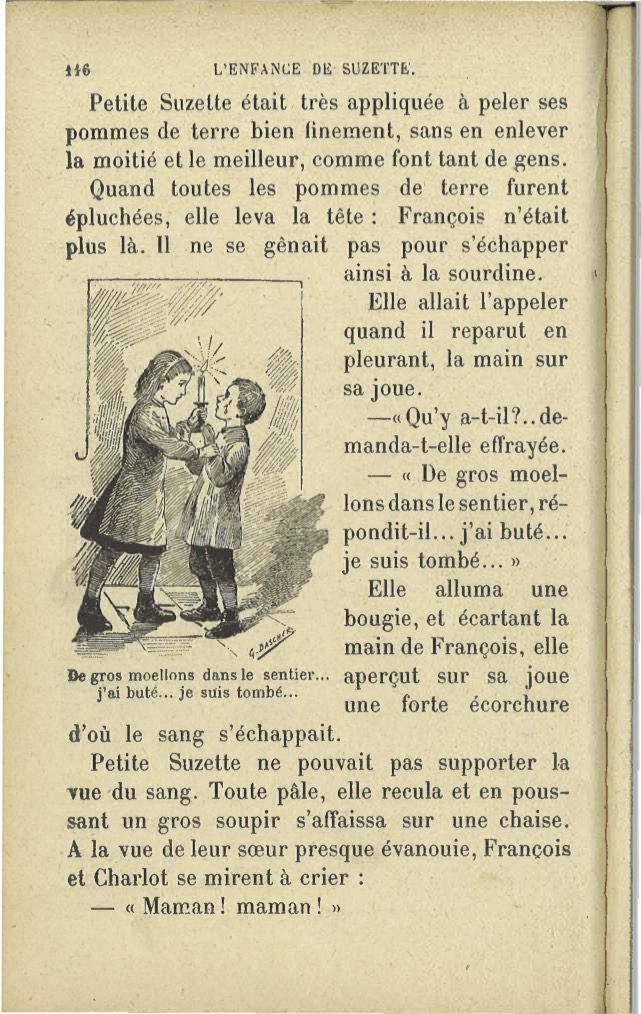 116 L'ENFANCE DE SUZETTE.
Petite Suzette était très appliquée à peler ses
pommes de terre bien finement, sans en enlever
la moitié et le meilleur, comme font tant de gens.
Quand toutes les pommes de terre furent
épluchées, elle leva la tête : François n'était
plus là. Il ne se gênait pas pour s'échapper
ainsi à la sourdine.
Elle allait l'appeler
quand il reparut en
pleurant, la main sur
sa joue.
—« Qu'y a-t-il?.. de-
manda-t-elle effrayée.
— « De gros moel-
lons dans le sentier, ré-
pondit-il... j'ai buté...
je suis tombé... »
Elle alluma une
bougie, et écartant la
main de François, elle
aperçut sur sa joue
une forte écorchure
G. DASCHER
De gros moellons dans le sentier...
j'ai buté... je suis tombé...
d'où le sang s'échappait.
Petite Suzette ne pouvait pas supporter la
vue du sang. Toute pâle, elle recula et en pous-
sant un gros soupir s'affaissa sur une chaise.
A la vue de leur sœur presque évanouie, François
et Charlot se mirent à crier :
— « Maman ! maman ! »